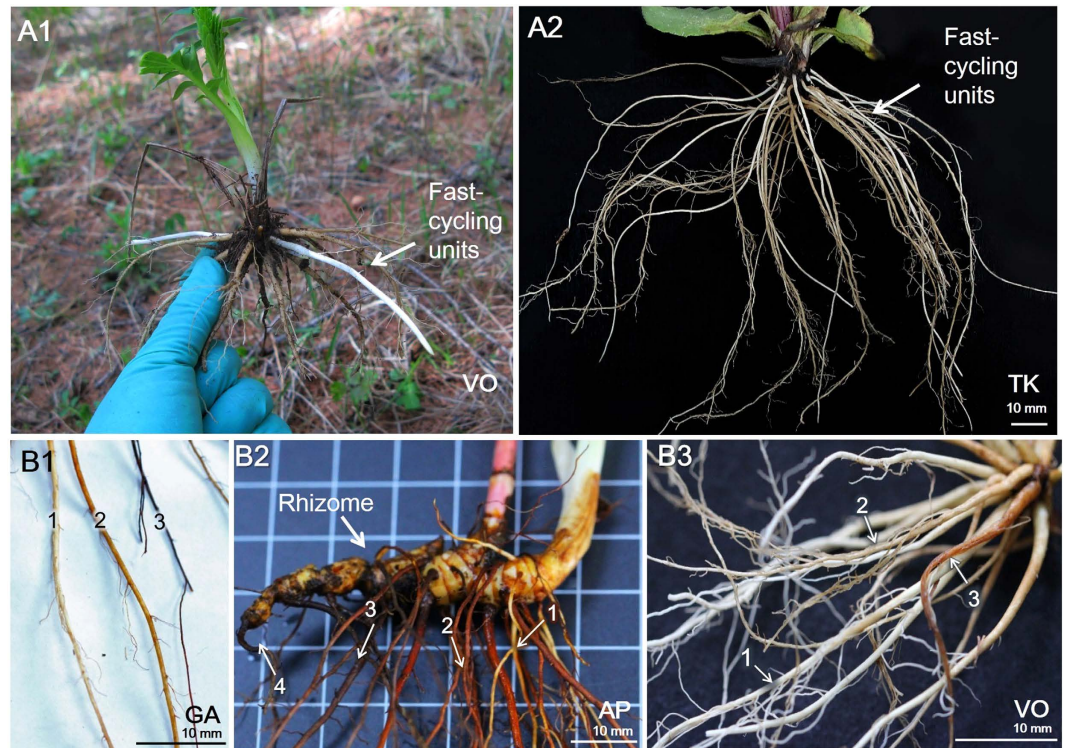 A1
Fast-
cycling
units
VO
A2
Fast-
cycling
units
TK
10 mm
B1
1
2
3
GA
10 mm
B2
Rhizome
3
2
1
4
AP
10 mm
B3
2
3
1
VO
10 mm